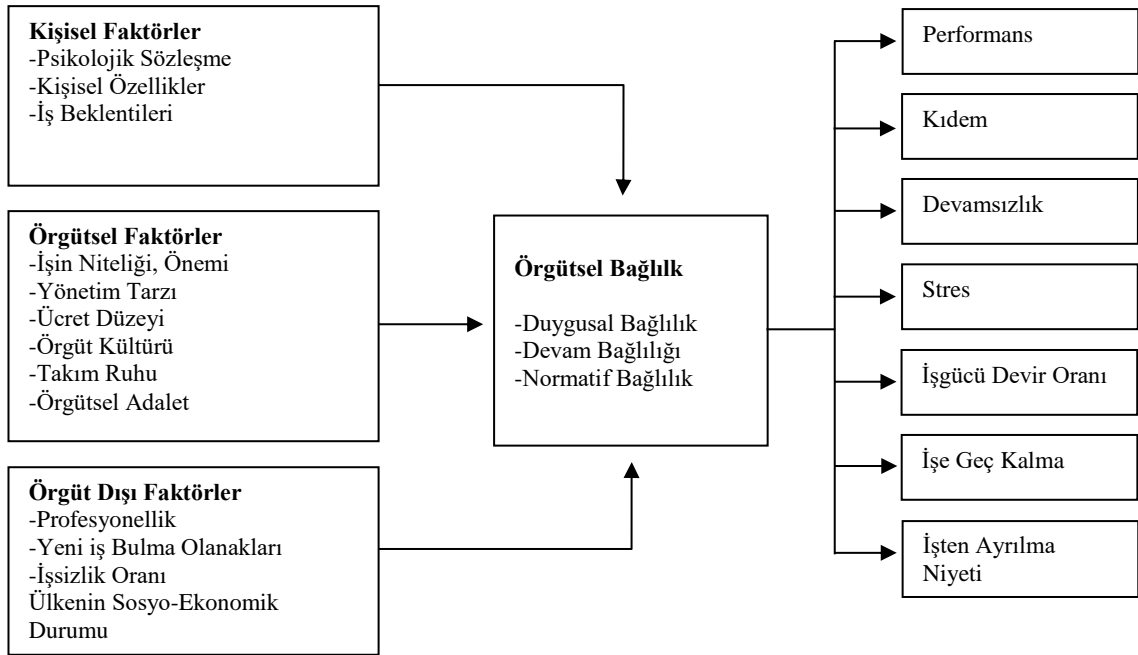 Kişisel Faktörler
-Psikolojik Sözleşme
-Kişisel Özellikler
-İş Beklentileri
Örgütsel Faktörler
-İşin Niteliği, Önemi
-Yönetim Tarzı
-Ücret Düzeyi
-Örgüt Kültürü
-Takım Ruhu
-Örgütsel Adalet
Örgüt Dışı Faktörler
-Profesyonellik
-Yeni iş Bulma Olanakları
-İşsizlik Oranı
Ülkenin Sosyo-Ekonomik
Durumu
Örgütsel Bağlılk
-Duygusal Bağlılık
-Devam Bağlılığı
-Normatif Bağlılık
Performans
Kıdem
Devamsızlık
Stres
İşgücü Devir Oranı
İşe Geç Kalma
İşten Ayrılma
Niyeti